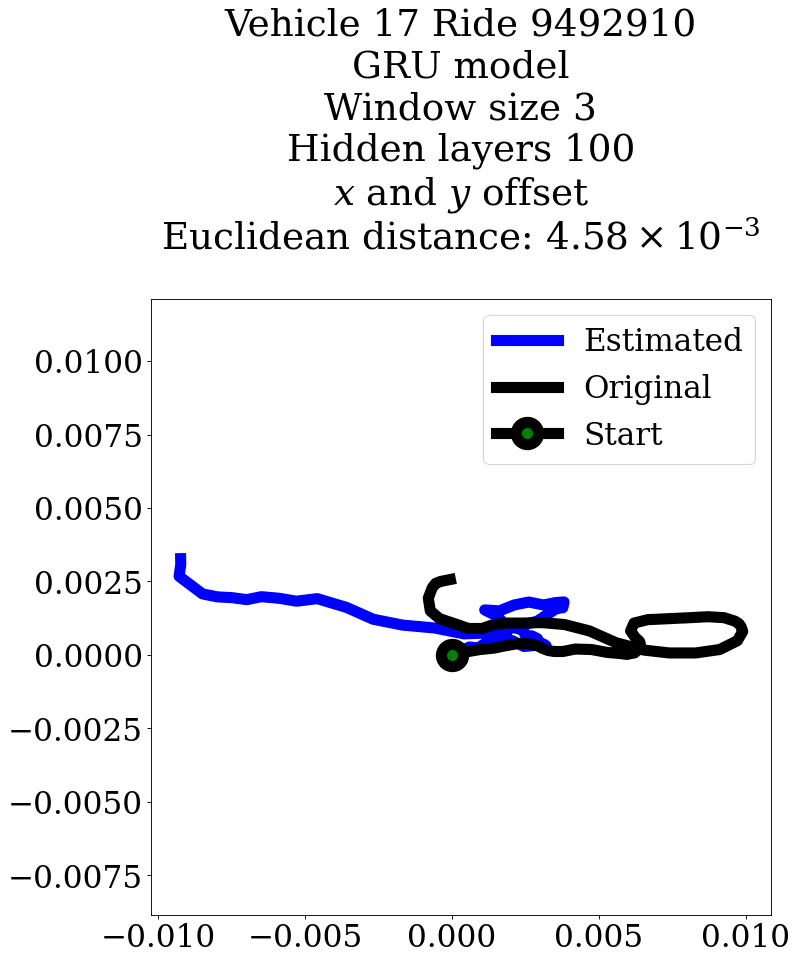 Vehicle 17 Ride 9492910
GRU model
Window size 3
Hidden layers 100
x and y offset
Euclidean distance: 4.58 × 10⁻³
Estimated
Original
Start
0.0100
0.0075
0.0050
0.0025
0.0000
−0.0025
−0.0050
−0.0075
−0.010 −0.005 0.000 0.005 0.010